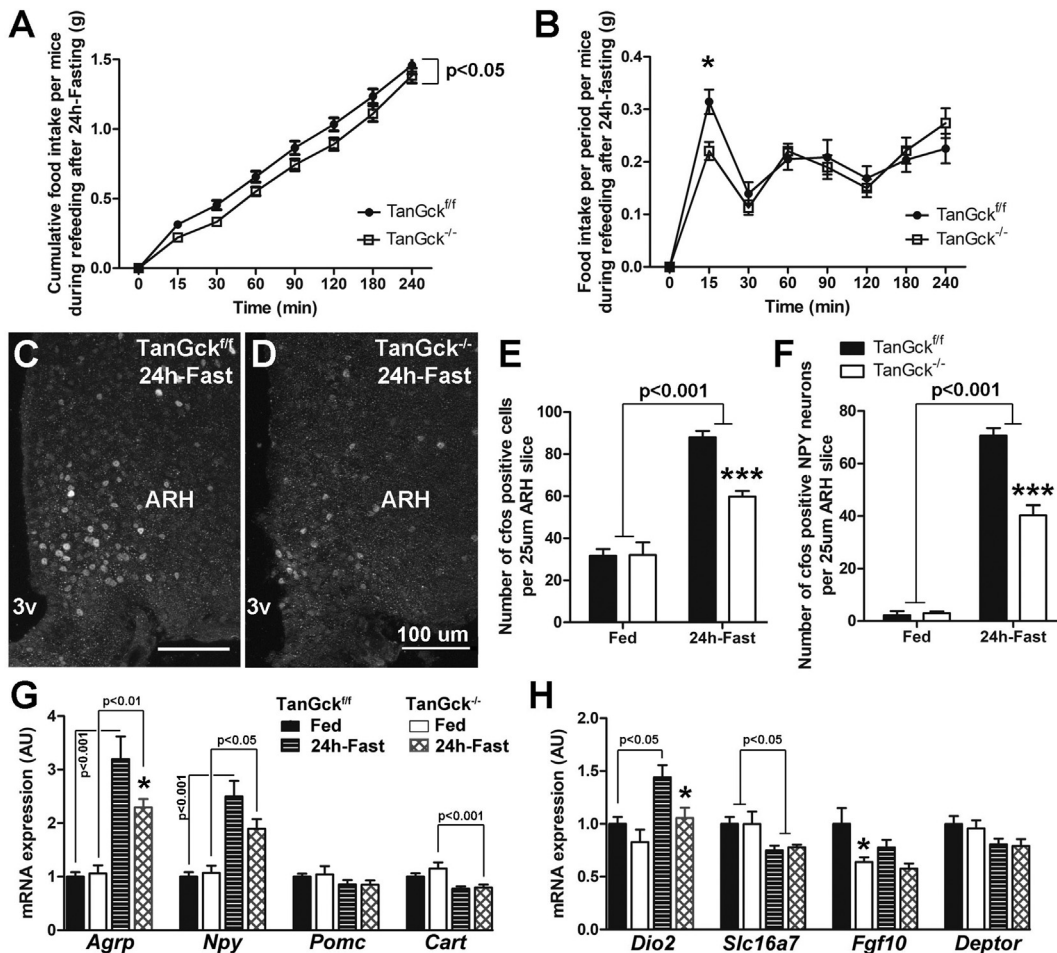 A
Cumulative food intake per mice
during refeeding after 24h-Fasting (g)
1.5
1.0
0.5
0.0
p<0.05
TanGck^f/f
TanGck^-/-
0 15 30 60 90 120 180 240
Time (min)
B
Food intake per period per mice
during refeeding after 24h-fasting (g)
0.4
0.3
0.2
0.1
0.0
*
TanGck^f/f
TanGck^-/-
0 15 30 60 90 120 180 240
Time (min)
C
TanGck^f/f
24h-Fast
ARH
3v
D
TanGck^-/-
24h-Fast
ARH
3v
100 um
E
Number of cfos positive cells
per 25um ARH slice
100
80
60
40
20
0
p<0.001
***
Fed 24h-Fast
F
TanGck^f/f
TanGck^-/-
Number of cfos positive NPY neurons
per 25um ARH slice
80
60
40
20
0
p<0.001
***
Fed 24h-Fast
G
mRNA expression (AU)
4
3
2
1
0
TanGck^f/f TanGck^-/-
Fed Fed
24h-Fast 24h-Fast
p<0.001
p<0.01
*
p<0.001
p<0.05
p<0.001
Agrp Npy Pomc Cart
H
mRNA expression (AU)
2.0
1.5
1.0
0.5
0.0
p<0.05
*
p<0.05
*
Dio2 Slc16a7 Fgf10 Deptor